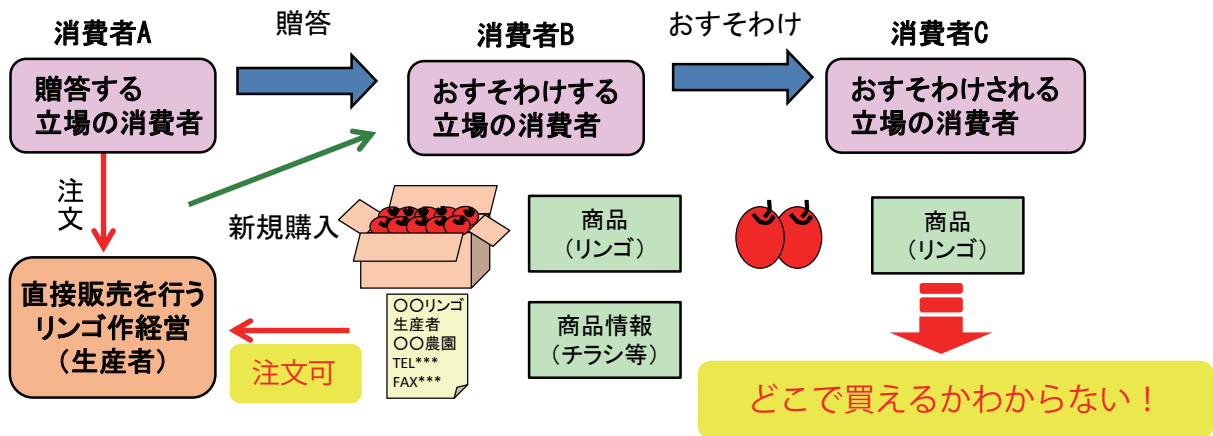 消費者A
贈答
消費者B
おすそわけ
消費者C
贈答する
立場の消費者
おすそわけする
立場の消費者
おすそわけされる
立場の消費者
注文
新規購入
商品
（リンゴ）
商品
（リンゴ）
直接販売を行う
リンゴ作経営
（生産者）
注文可
〇〇リンゴ
生産者
〇〇農園
TEL***
FAX***
商品情報
（チラシ等）
どこで買えるかわからない！